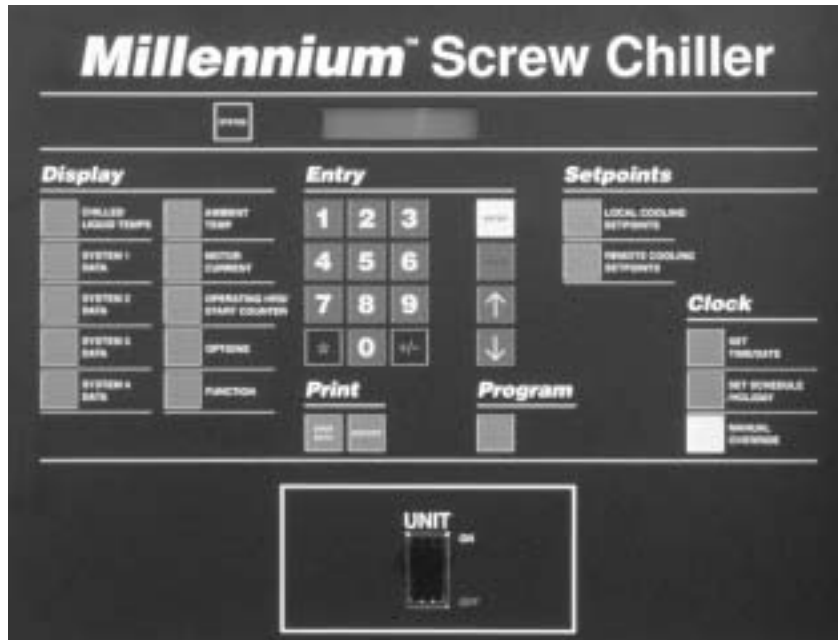 Millennium™ Screw Chiller
STATUS
Display
Entry
Setpoints
CHILLED
LIQUID TEMPS
AMBIENT
TEMP
1 2 3
LOCAL COOLING
SETPOINTS
SYSTEM 1
DATA
MOTOR
CURRENT
4 5 6
REMOTE COOLING
SETPOINTS
SYSTEM 2
DATA
OPERATING HRS/
START COUNTER
7 8 9 ↑
Clock
SYSTEM 3
DATA
OPTIONS
* 0 +/- ↓
SET
TIME/DATE
SYSTEM 4
DATA
FUNCTION
Print
Program
SET SCHEDULE
/HOLIDAY
MANUAL
OVERRIDE
UNIT
ON
OFF